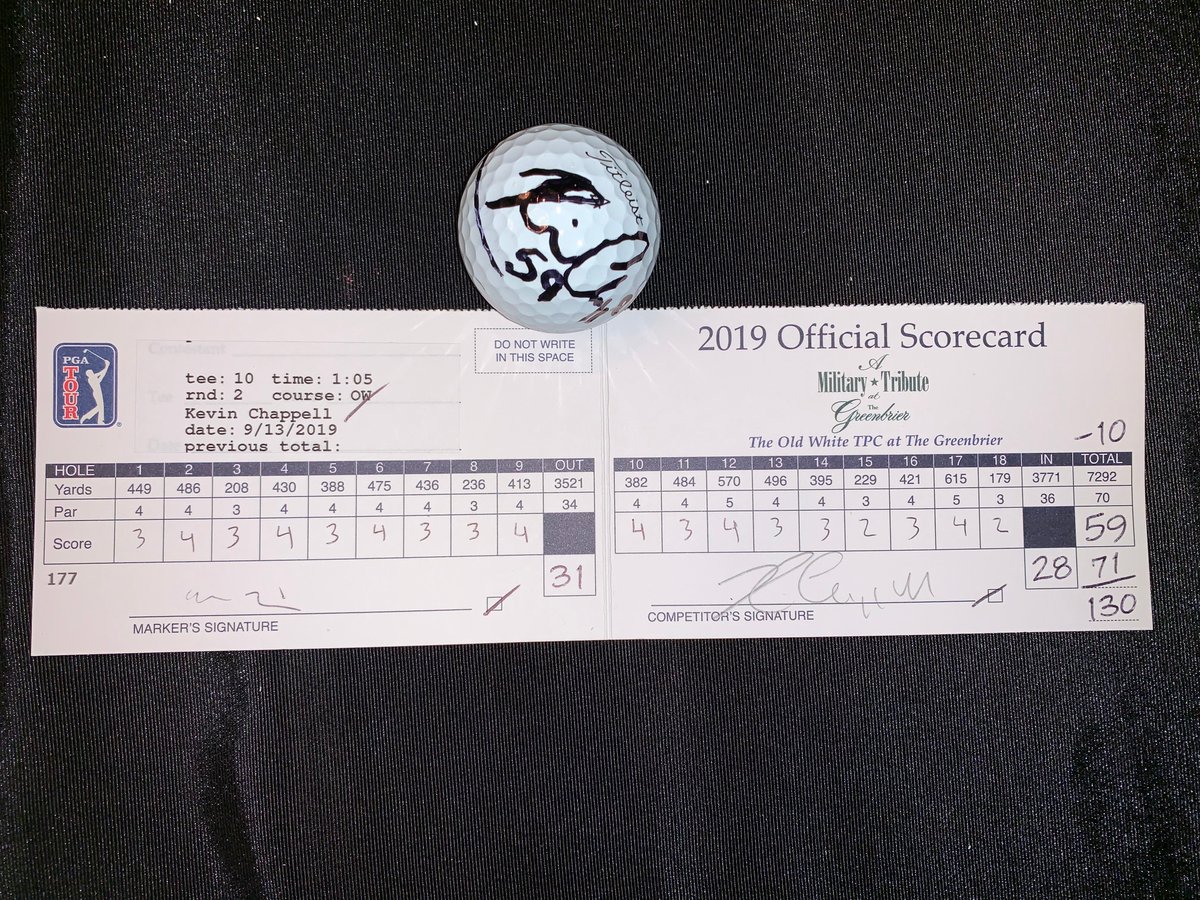 Titleist
59
PGA
TOUR
DO NOT WRITE
IN THIS SPACE
tee: 10 time: 1:05
rnd: 2 course: OW
Kevin Chappell
date: 9/13/2019
previous total:
2019 Official Scorecard
A
Military ★ Tribute
at
The
Greenbrier
The Old White TPC at The Greenbrier
-10
HOLE 1 2 3 4 5 6 7 8 9 OUT
Yards 449 486 208 430 388 475 436 236 413 3521
Par 4 4 3 4 4 4 4 3 4 34
Score 3 4 3 4 3 4 3 3 4
31
177
MARKER'S SIGNATURE
10 11 12 13 14 15 16 17 18 IN TOTAL
382 484 570 496 395 229 421 615 179 3771 7292
4 4 5 4 4 3 4 5 3 36 70
4 3 4 3 3 2 3 4 2 59
28 71
130
COMPETITOR'S SIGNATURE